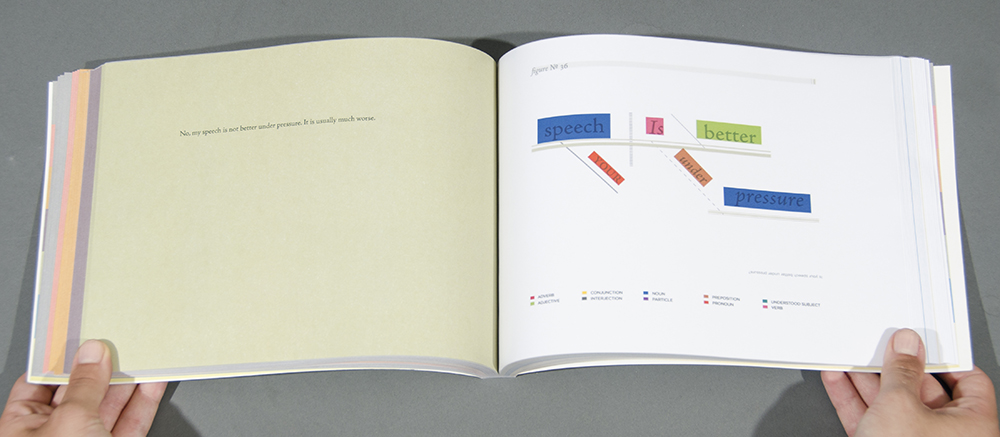 No, my speech is not better under pressure. It is usually much worse.
figure Nº 36
speech Is better
YOUR under
pressure
ADVERB
ADJECTIVE
CONJUNCTION
INTERJECTION
NOUN
PARTICLE
PREPOSITION
PRONOUN
UNDERSTOOD SUBJECT
VERB